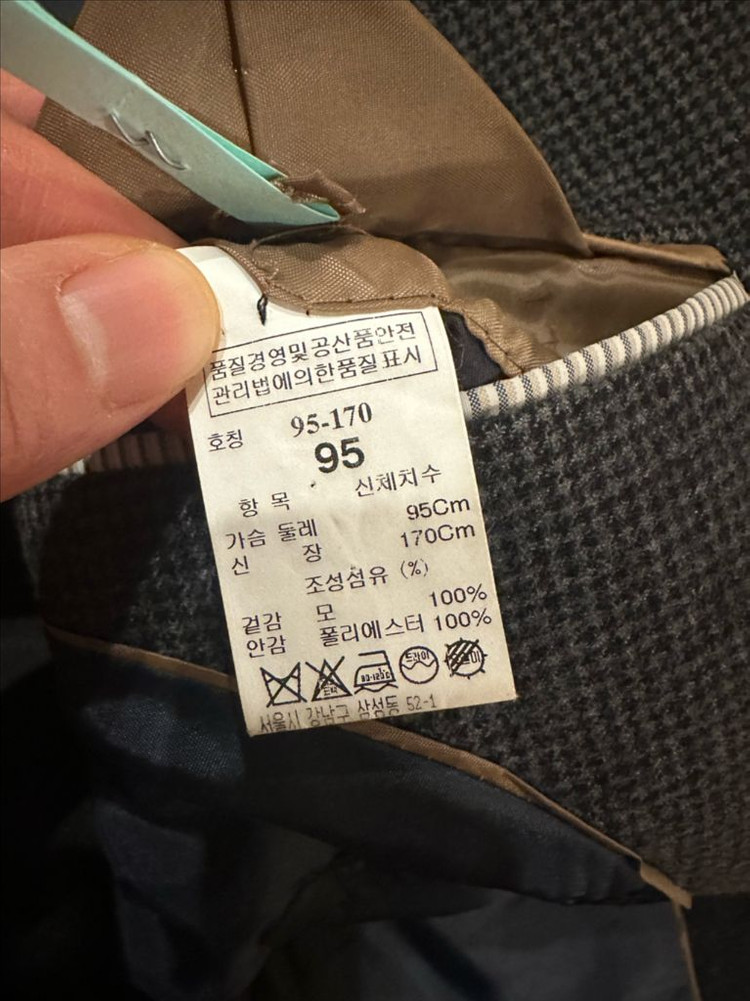 품질경영및공산품안전
관리법에의한품질표시
호칭 95-170
95
항 목 신체치수
가슴 둘레 95Cm
신 장 170Cm
조성섬유 (%)
겉감 모 100%
안감 폴리에스터 100%
드라이
서울시 강남구 삼성동 52-1